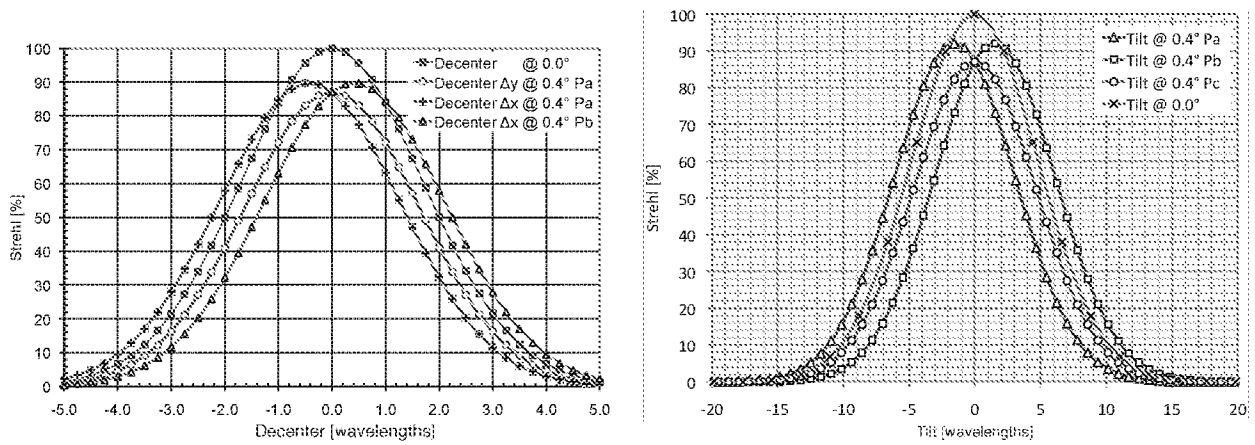 100
90
80
70
60
50
40
30
20
10
0
Strehl [%]
-5.0 -4.0 -3.0 -2.0 -1.0 0.0 1.0 2.0 3.0 4.0 5.0
Decenter [wavelengths]
Decenter @ 0.0°
Decenter Δy @ 0.4° Pa
Decenter Δx @ 0.4° Pa
Decenter Δx @ 0.4° Pb
100
90
80
70
60
50
40
30
20
10
0
Strehl [%]
-20 -15 -10 -5 0 5 10 15 20
Tilt [wavelengths]
Tilt @ 0.4° Pa
Tilt @ 0.4° Pb
Tilt @ 0.4° Pc
Tilt @ 0.0°